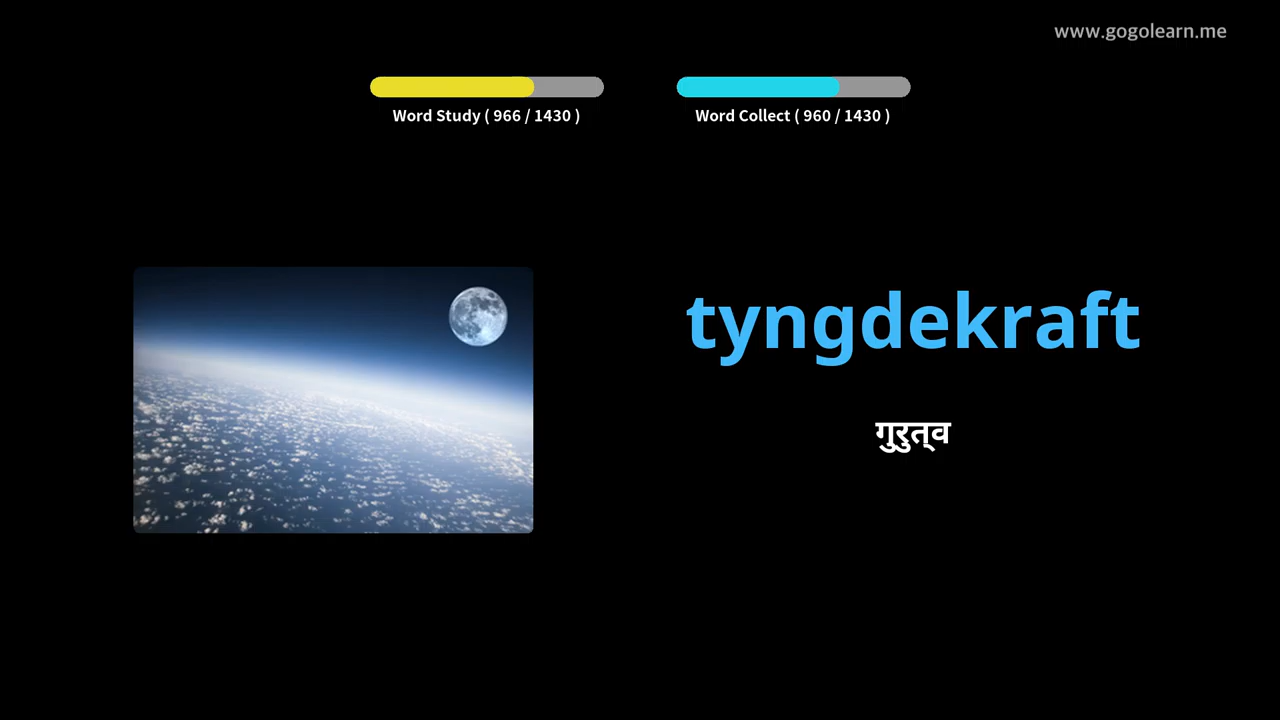 www.gogolearn.me
Word Study ( 966 / 1430 )
Word Collect ( 960 / 1430 )
tyngdekraft
गुरुत्व